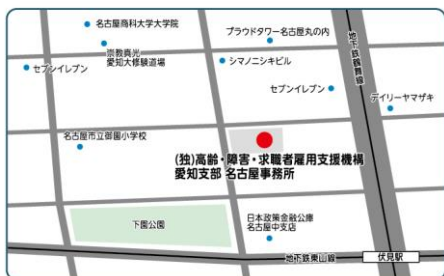 名古屋商科大学大学院
プラウドタワー名古屋丸の内
地下鉄鶴舞線
崇教真光
愛知大修験道場
セブンイレブン
シマノニシキビル
セブンイレブン
デイリーヤマザキ
名古屋市立御園小学校
(独)高齢・障害・求職者雇用支援機構
愛知支部 名古屋事務所
下園公園
日本政策金融公庫
名古屋中支店
地下鉄東山線
伏見駅